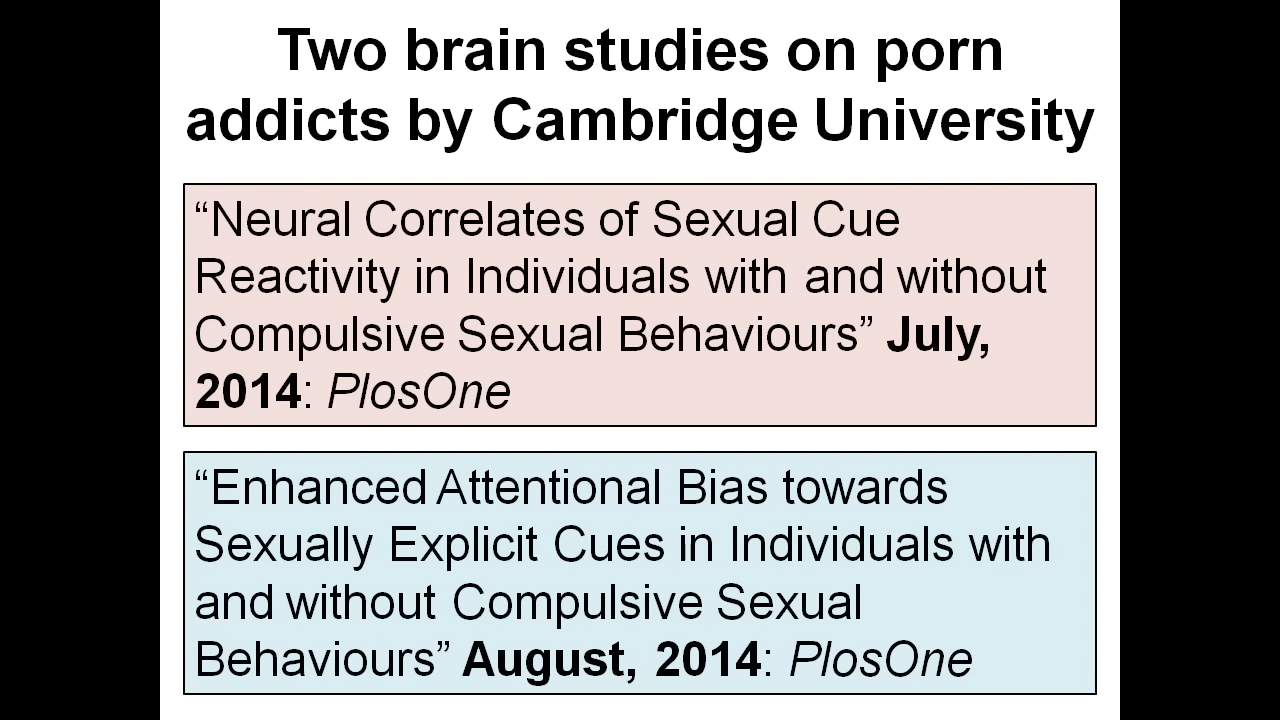 Two brain studies on porn
addicts by Cambridge University
“Neural Correlates of Sexual Cue
Reactivity in Individuals with and without
Compulsive Sexual Behaviours” July,
2014: PlosOne
“Enhanced Attentional Bias towards
Sexually Explicit Cues in Individuals with
and without Compulsive Sexual
Behaviours” August, 2014: PlosOne